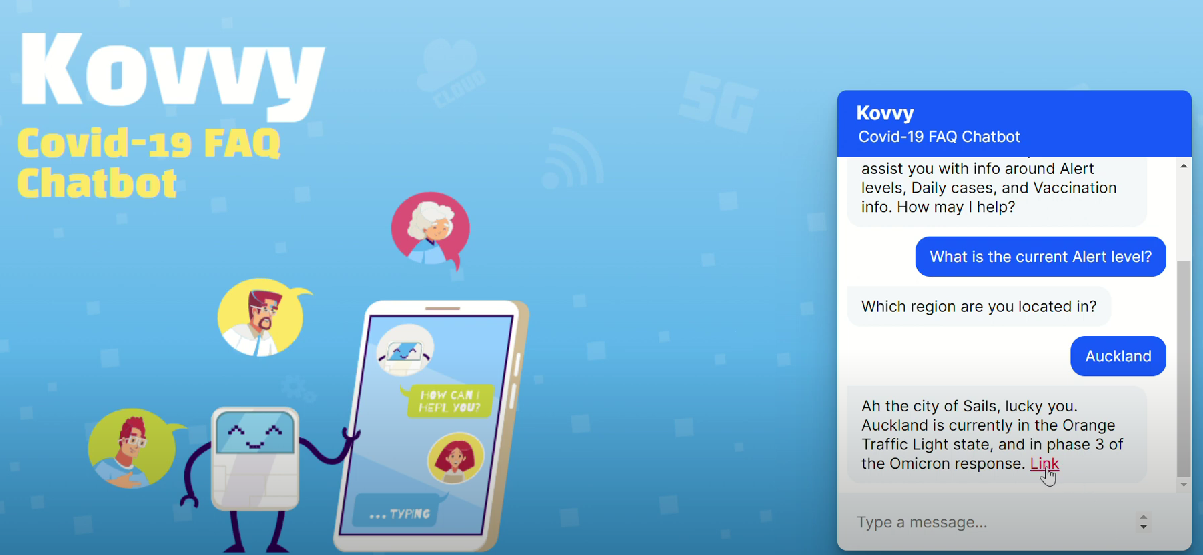 Kovvy
Covid-19 FAQ
Chatbot
CLOUD
5G
HOW CAN I
HELP YOU?
... TYPING
Kovvy
Covid-19 FAQ Chatbot
assist you with info around Alert
levels, Daily cases, and Vaccination
info. How may I help?
What is the current Alert level?
Which region are you located in?
Auckland
Ah the city of Sails, lucky you.
Auckland is currently in the Orange
Traffic Light state, and in phase 3 of
the Omicron response. Link
Type a message...